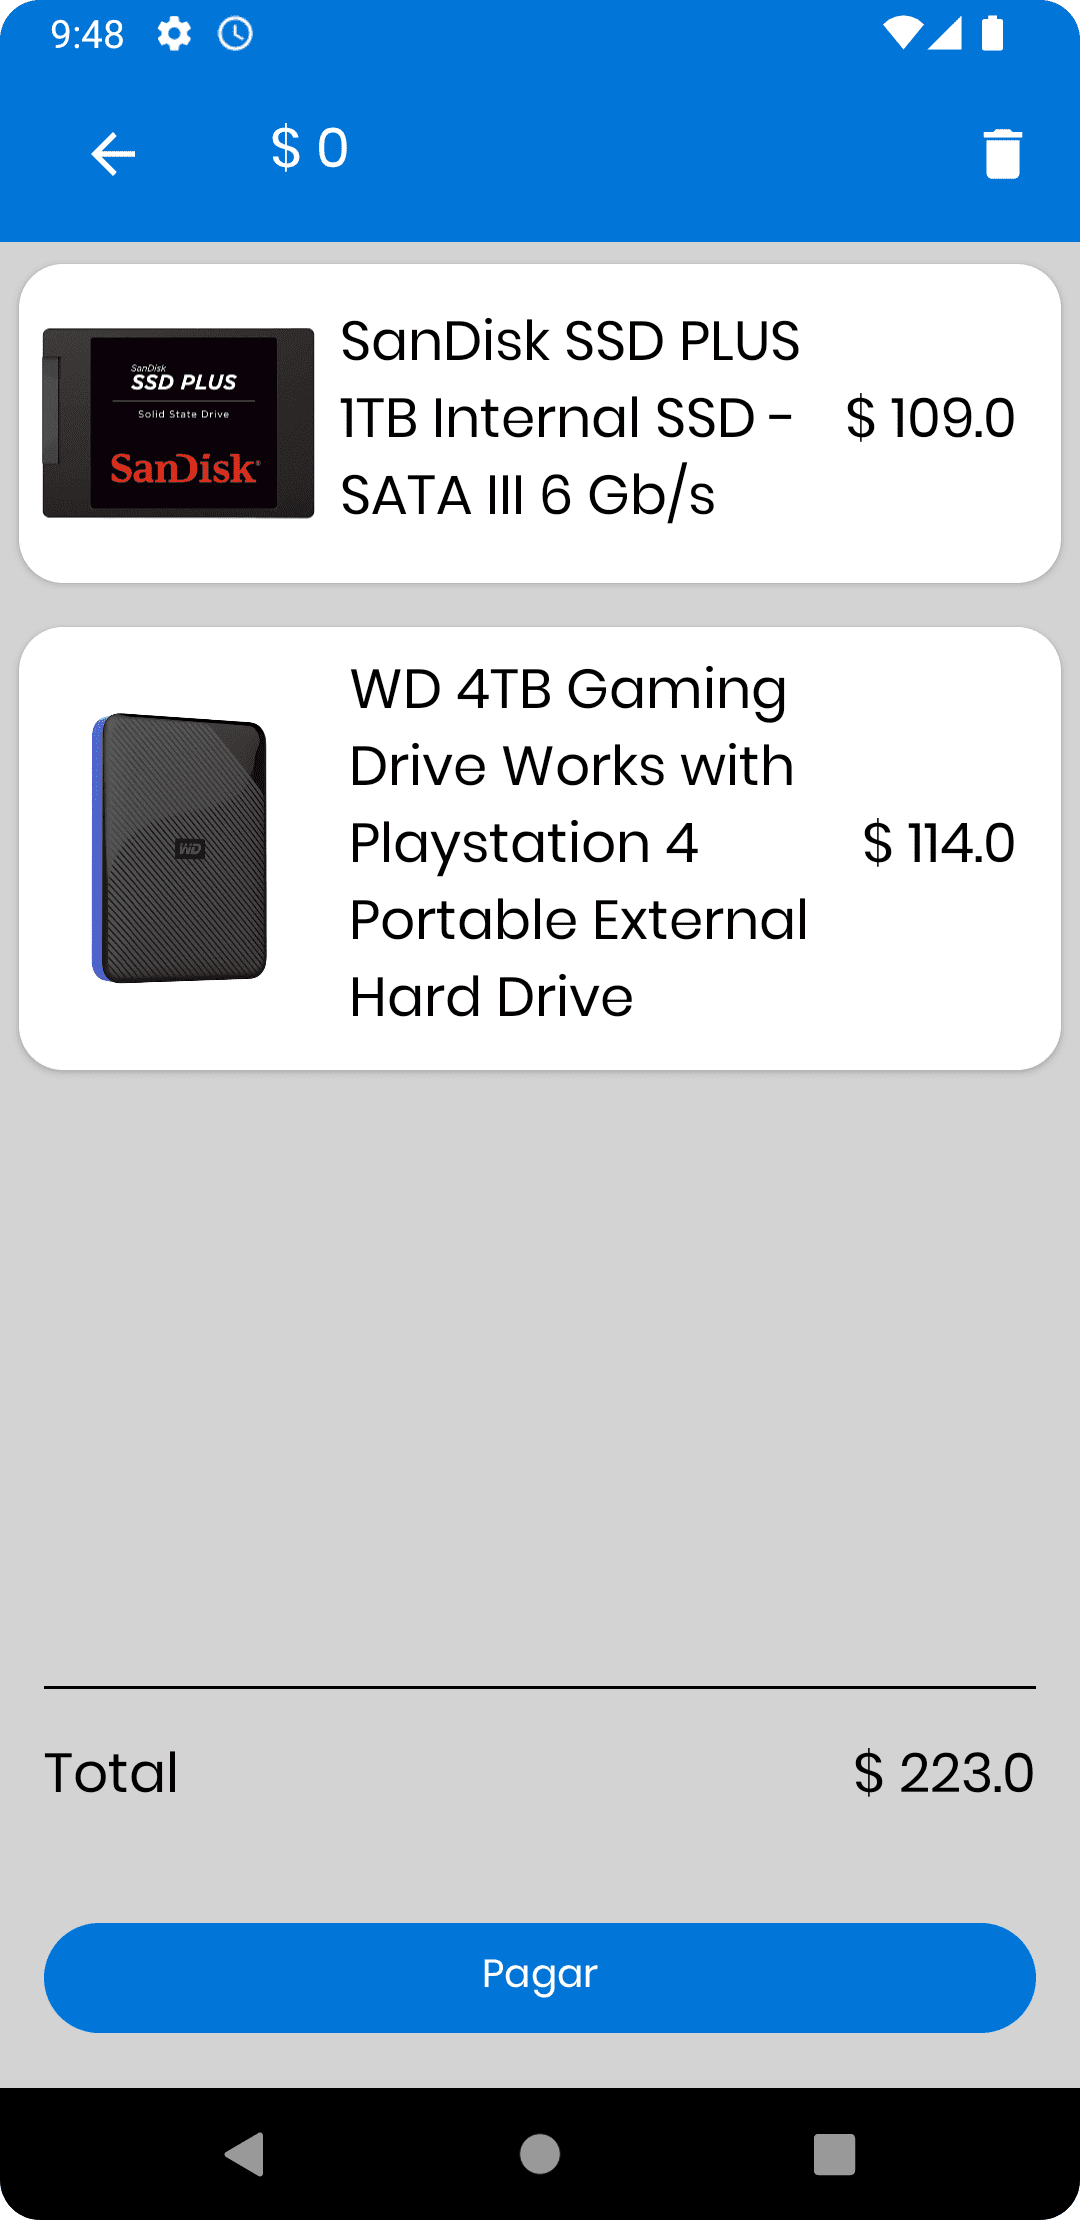 9:48
$ 0
SanDisk SSD PLUS
1TB Internal SSD -
SATA III 6 Gb/s
$ 109.0
SanDisk
SSD PLUS
Solid State Drive
SanDisk
WD 4TB Gaming
Drive Works with
Playstation 4
Portable External
Hard Drive
$ 114.0
WD
Total
$ 223.0
Pagar